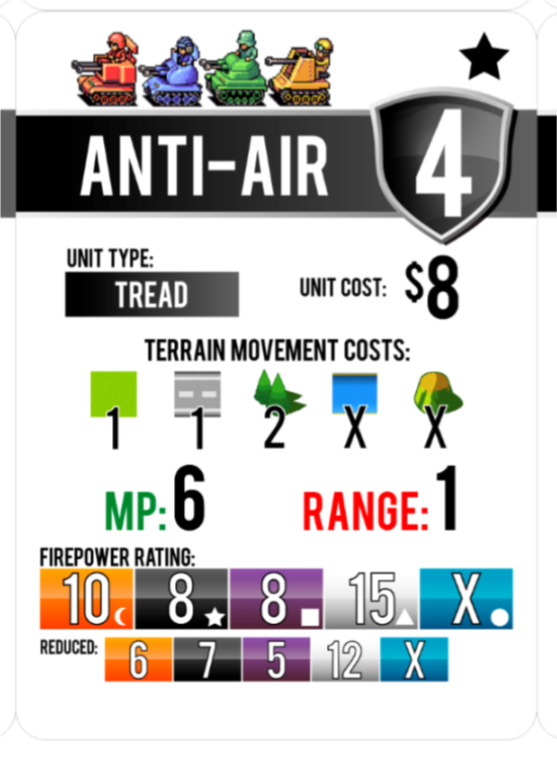 ANTI-AIR 4
UNIT TYPE:
TREAD
UNIT COST: $8
TERRAIN MOVEMENT COSTS:
1 1 2 X X
MP: 6 RANGE: 1
FIREPOWER RATING:
10 8 8 15 X
REDUCED: 6 7 5 12 X